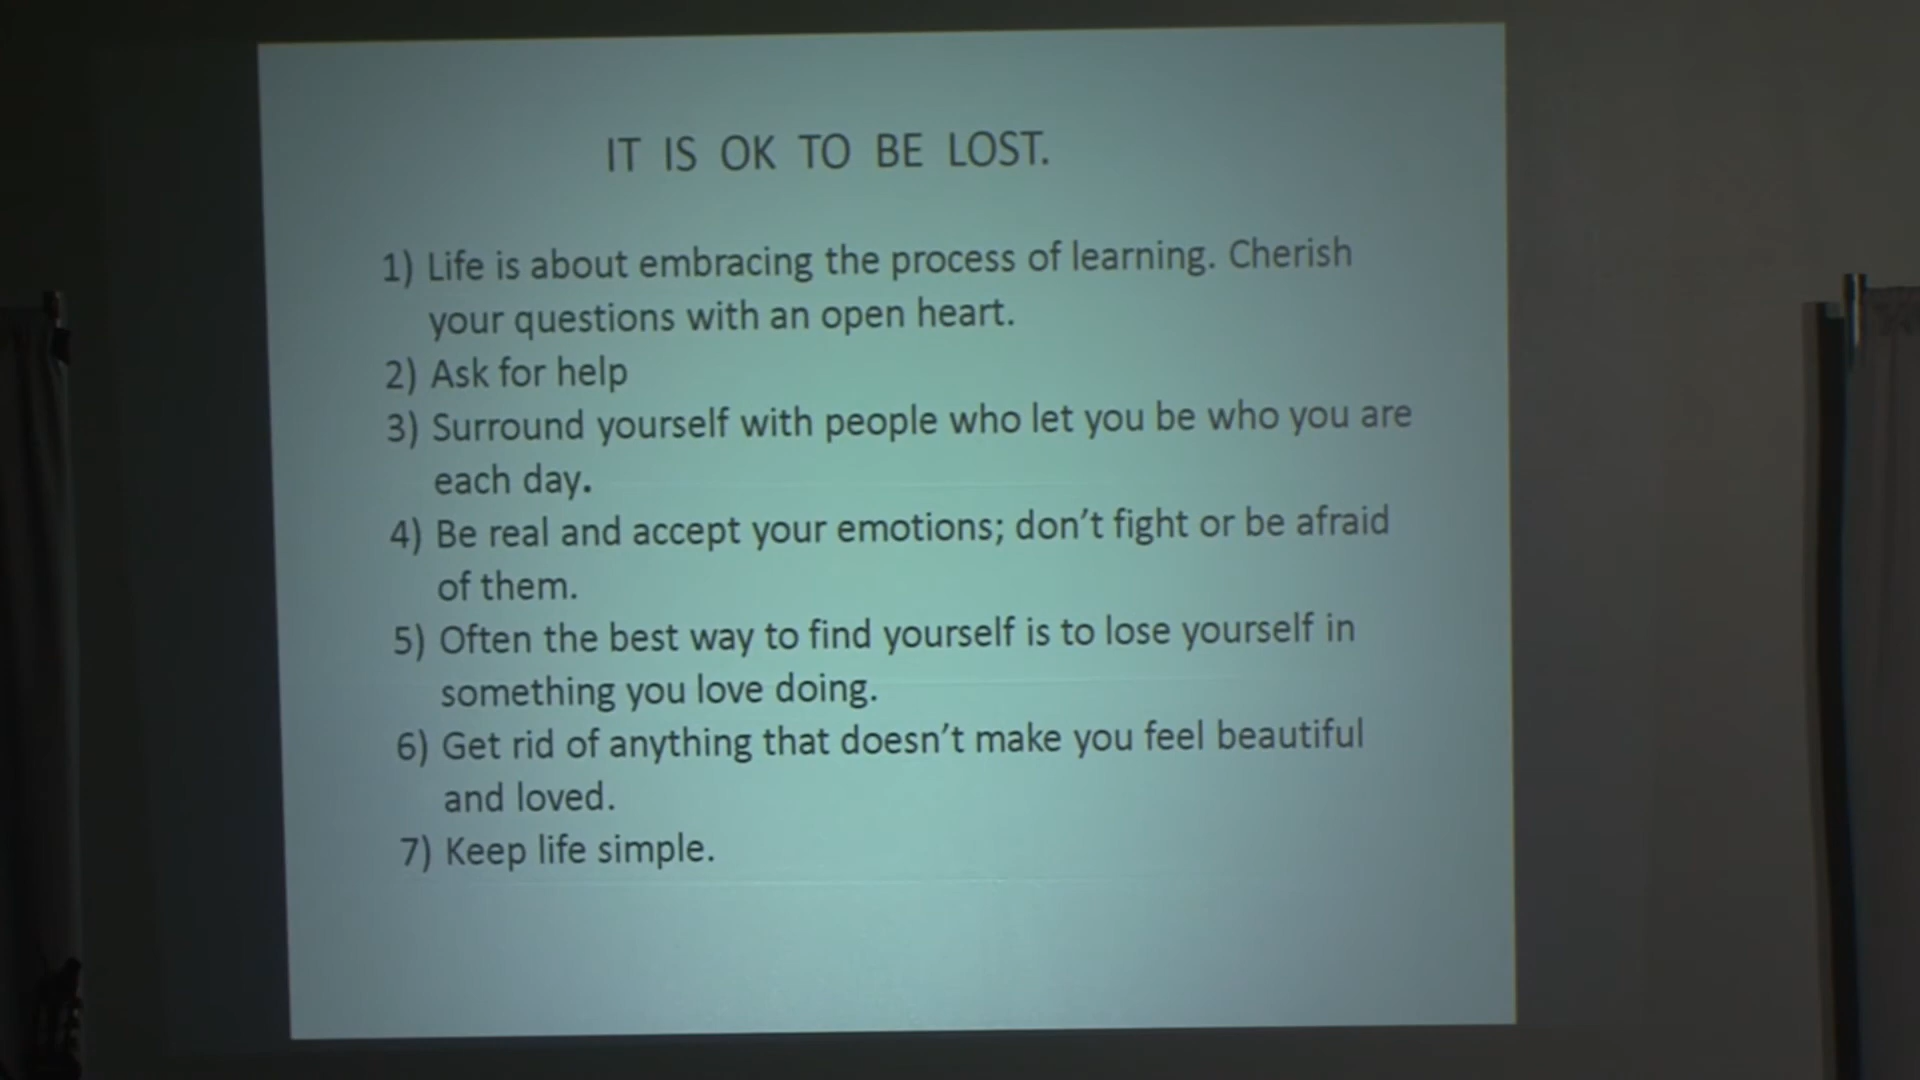 IT IS OK TO BE LOST.
1) Life is about embracing the process of learning. Cherish
your questions with an open heart.
2) Ask for help
3) Surround yourself with people who let you be who you are
each day.
4) Be real and accept your emotions; don’t fight or be afraid
of them.
5) Often the best way to find yourself is to lose yourself in
something you love doing.
6) Get rid of anything that doesn’t make you feel beautiful
and loved.
7) Keep life simple.